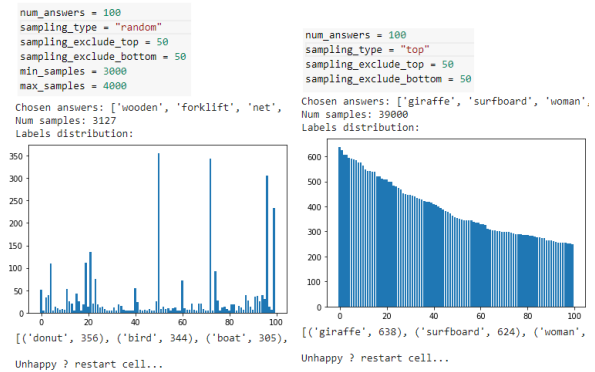 num_answers = 100
sampling_type = "random"
sampling_exclude_top = 50
sampling_exclude_bottom = 50
min_samples = 3000
max_samples = 4000
Chosen answers: ['wooden', 'forklift', 'net',
Num samples: 3127
Labels distribution:
350
300
250
200
150
100
50
0
0 20 40 60 80 100
[('donut', 356), ('bird', 344), ('boat', 305),
Unhappy ? restart cell...
num_answers = 100
sampling_type = "top"
sampling_exclude_top = 50
sampling_exclude_bottom = 50
Chosen answers: ['giraffe', 'surfboard', 'woman',
Num samples: 39000
Labels distribution:
600
500
400
300
200
100
0
0 20 40 60 80 100
[('giraffe', 638), ('surfboard', 624), ('woman',
Unhappy ? restart cell...